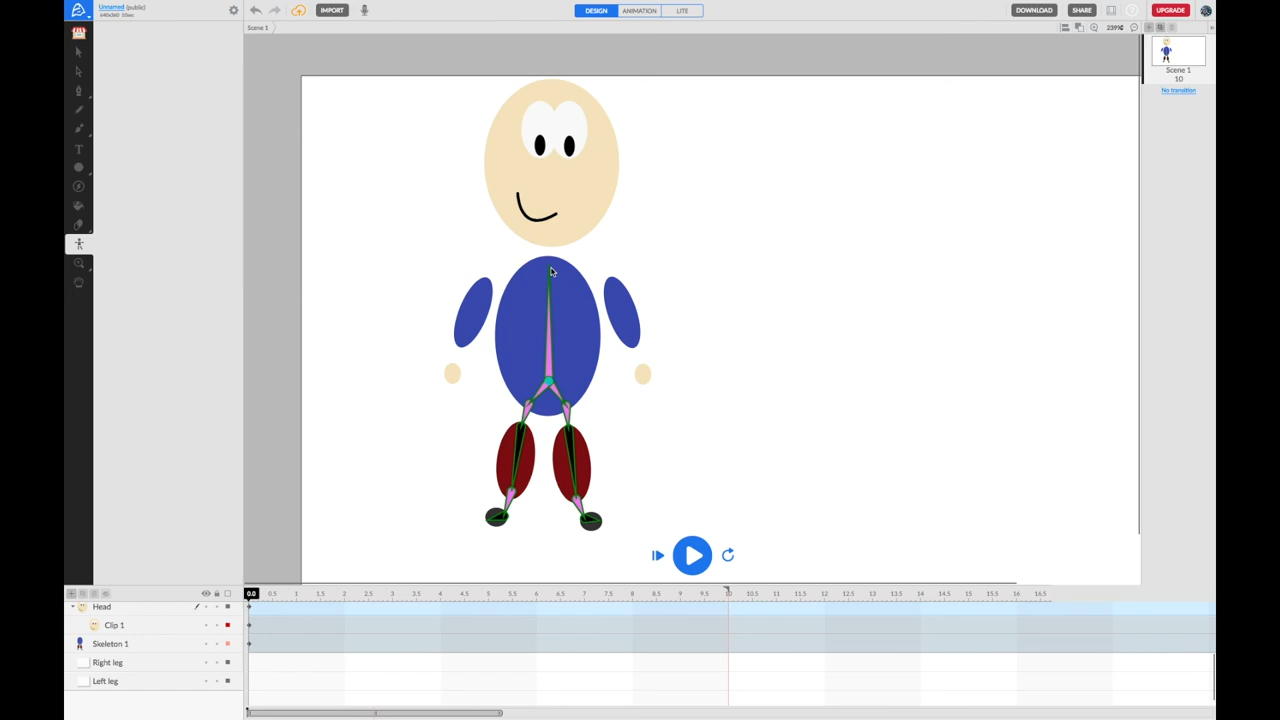 Unnamed (public)
640x360 10sec
IMPORT
DESIGN
ANIMATION
LITE
DOWNLOAD
SHARE
UPGRADE
Scene 1
239%
Scene 1
10
No transition
T
0.0 0.5 1 1.5 2 2.5 3 3.5 4 4.5 5 5.5 6 6.5 7 7.5 8 8.5 9 9.5 10 10.5 11 11.5 12 12.5 13 13.5 14 14.5 15 15.5 16 16.5
Head
Clip 1
Skeleton 1
Right leg
Left leg